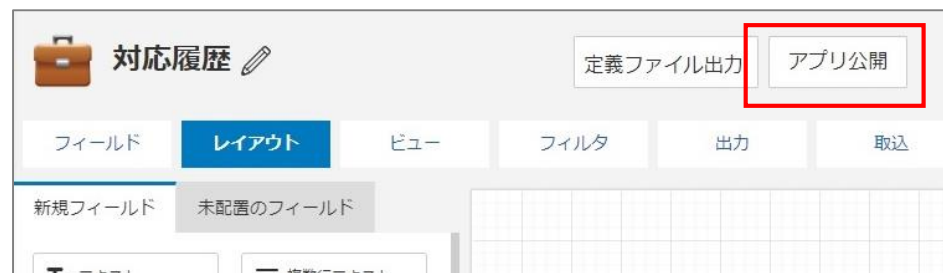 対応履歴
定義ファイル出力
アプリ公開
フィールド レイアウト ビュー フィルタ 出力 取込
新規フィールド 未配置のフィールド